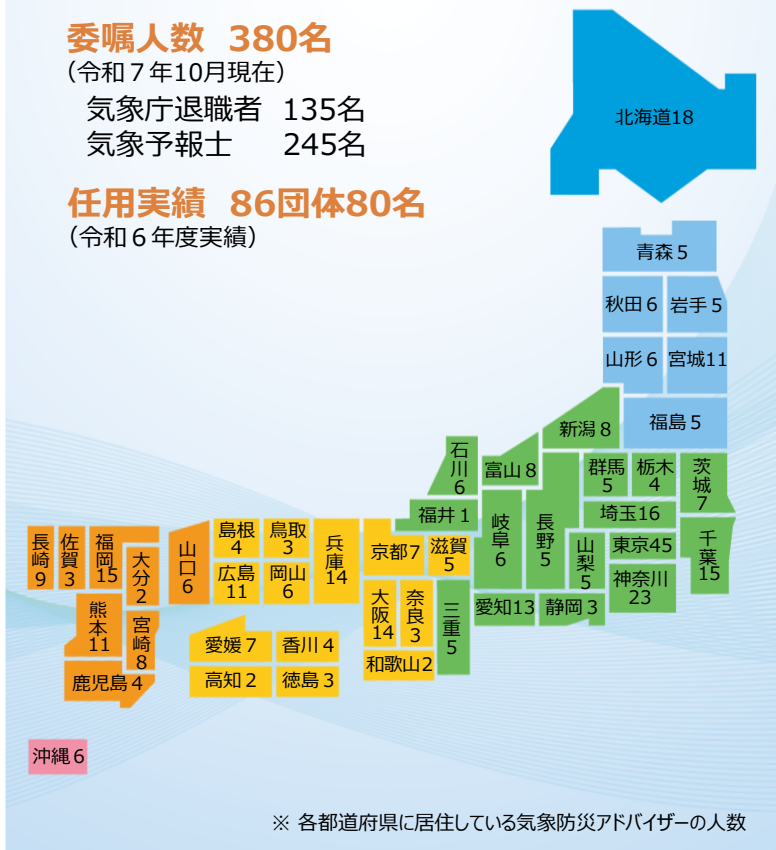 委嘱人数 380名
（令和７年10月現在）
気象庁退職者 135名
気象予報士 245名
任用実績 86団体80名
（令和６年度実績）
北海道18
青森５
秋田６
岩手５
山形６
宮城11
福島５
新潟８
石川６
富山８
群馬５
栃木４
茨城７
福井１
岐阜６
長野５
埼玉16
山梨５
東京45
千葉15
神奈川23
愛知13
静岡３
三重５
島根４
鳥取３
兵庫14
京都７
滋賀５
広島11
岡山６
大阪14
奈良３
和歌山２
長崎９
佐賀３
福岡15
大分２
山口６
熊本11
宮崎８
鹿児島４
愛媛７
香川４
高知２
徳島３
沖縄６
※ 各都道府県に居住している気象防災アドバイザーの人数